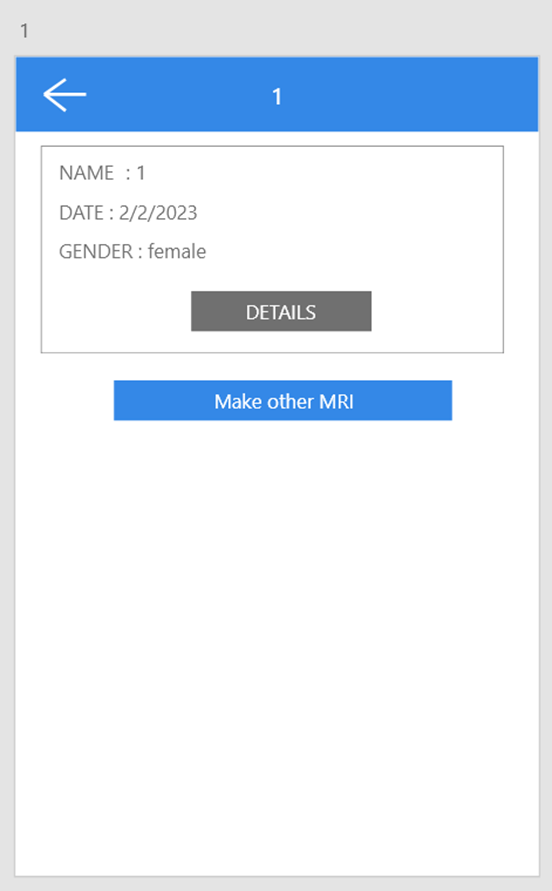 1
1
NAME : 1
DATE : 2/2/2023
GENDER : female
DETAILS
Make other MRI